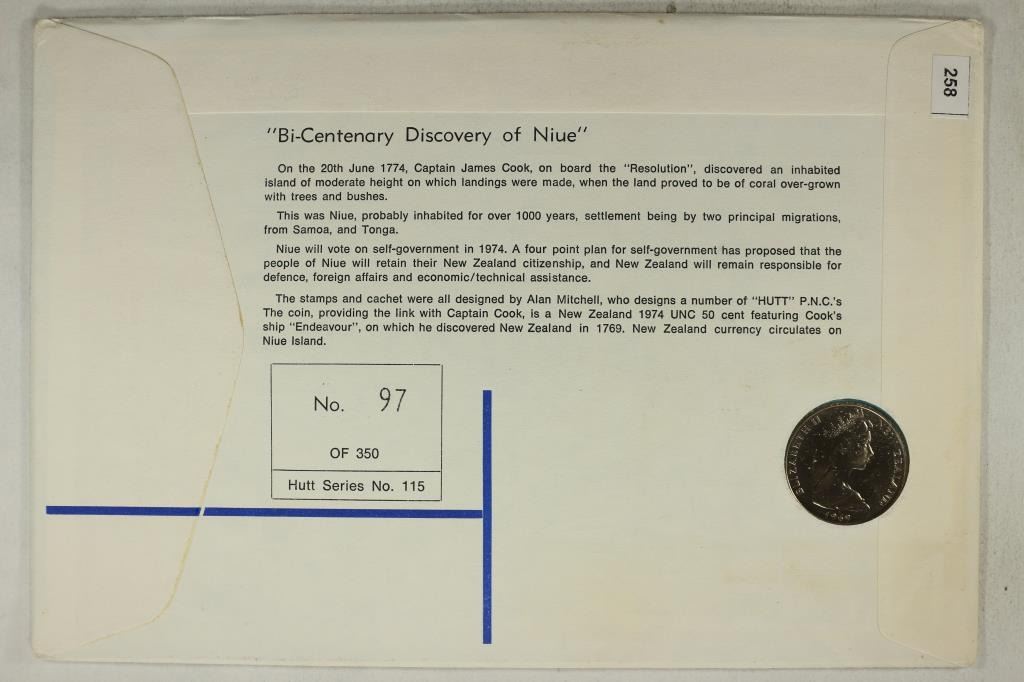 258
"Bi-Centenary Discovery of Niue"
On the 20th June 1774, Captain James Cook, on board the "Resolution", discovered an inhabited
island of moderate height on which landings were made, when the land proved to be of coral over-grown
with trees and bushes.
This was Niue, probably inhabited for over 1000 years, settlement being by two principal migrations,
from Samoa, and Tonga.
Niue will vote on self-government in 1974. A four point plan for self-government has proposed that the
people of Niue will retain their New Zealand citizenship, and New Zealand will remain responsible for
defence, foreign affairs and economic/technical assistance.
The stamps and cachet were all designed by Alan Mitchell, who designs a number of "HUTT" P.N.C.'s
The coin, providing the link with Captain Cook, is a New Zealand 1974 UNC 50 cent featuring Cook's
ship "Endeavour", on which he discovered New Zealand in 1769. New Zealand currency circulates on
Niue Island.
No. 97
OF 350
Hutt Series No. 115
ELIZABETH II NEW ZEALAND
1969